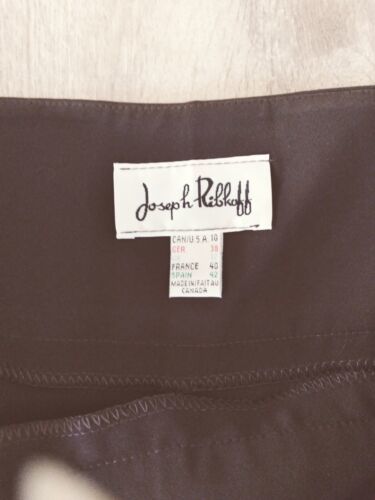 Joseph Ribkoff
CAN/U.S.A. 10
GER 38
FRANCE 40
SPAIN 42
MADE IN/FAIT AU
CANADA